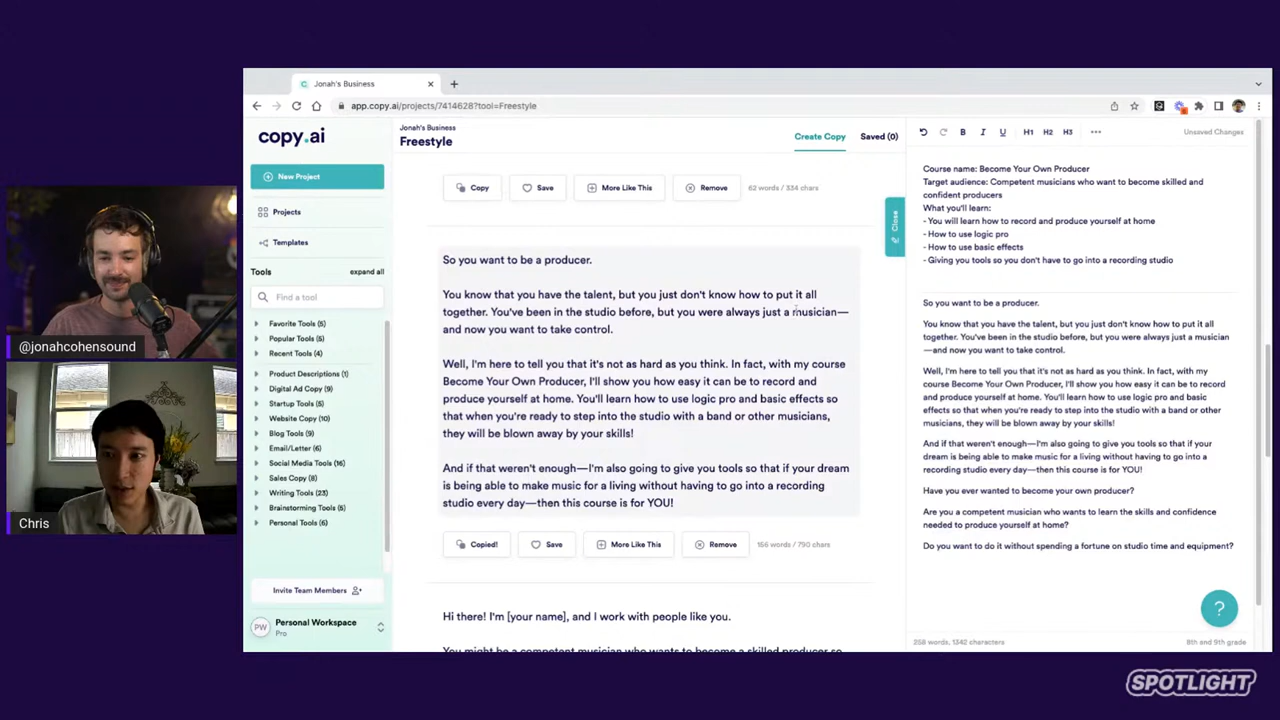 Jonah's Business
app.copy.ai/projects/7414628?tool=Freestyle
copy.ai
New Project
Projects
Templates
Tools
expand all
Find a tool
Favorite Tools (5)
Popular Tools (5)
Recent Tools (4)
Product Descriptions (1)
Digital Ad Copy (9)
Startup Tools (5)
Website Copy (10)
Blog Tools (9)
Email/Letter (6)
Social Media Tools (16)
Sales Copy (8)
Writing Tools (23)
Brainstorming Tools (5)
Personal Tools (6)
Invite Team Members
PW
Personal Workspace
Pro
Jonah's Business
Freestyle
Create Copy
Saved (0)
Copy
Save
More Like This
Remove
62 words / 334 chars
Close
So you want to be a producer.
You know that you have the talent, but you just don't know how to put it all
together. You've been in the studio before, but you were always just a musician—
and now you want to take control.
Well, I'm here to tell you that it's not as hard as you think. In fact, with my course
Become Your Own Producer, I'll show you how easy it can be to record and
produce yourself at home. You'll learn how to use logic pro and basic effects so
that when you're ready to step into the studio with a band or other musicians,
they will be blown away by your skills!
And if that weren't enough—I'm also going to give you tools so that if your dream
is being able to make music for a living without having to go into a recording
studio every day—then this course is for YOU!
Copied!
Save
More Like This
Remove
156 words / 790 chars
Hi there! I'm [your name], and I work with people like you.
You might be a competent musician who wants to become a skilled producer so
B
I
U
H1
H2
H3
Unsaved Changes
Course name: Become Your Own Producer
Target audience: Competent musicians who want to become skilled and
confident producers
What you'll learn:
- You will learn how to record and produce yourself at home
- How to use logic pro
- How to use basic effects
- Giving you tools so you don't have to go into a recording studio
So you want to be a producer.
You know that you have the talent, but you just don't know how to put it all
together. You've been in the studio before, but you were always just a musician
—and now you want to take control.
Well, I'm here to tell you that it's not as hard as you think. In fact, with my
course Become Your Own Producer, I'll show you how easy it can be to record
and produce yourself at home. You'll learn how to use logic pro and basic
effects so that when you're ready to step into the studio with a band or other
musicians, they will be blown away by your skills!
And if that weren't enough—I'm also going to give you tools so that if your
dream is being able to make music for a living without having to go into a
recording studio every day—then this course is for YOU!
Have you ever wanted to become your own producer?
Are you a competent musician who wants to learn the skills and confidence
needed to produce yourself at home?
Do you want to do it without spending a fortune on studio time and equipment?
?
258 words, 1342 characters
8th and 9th grade
@jonahcohensound
Chris
SPOTLIGHT